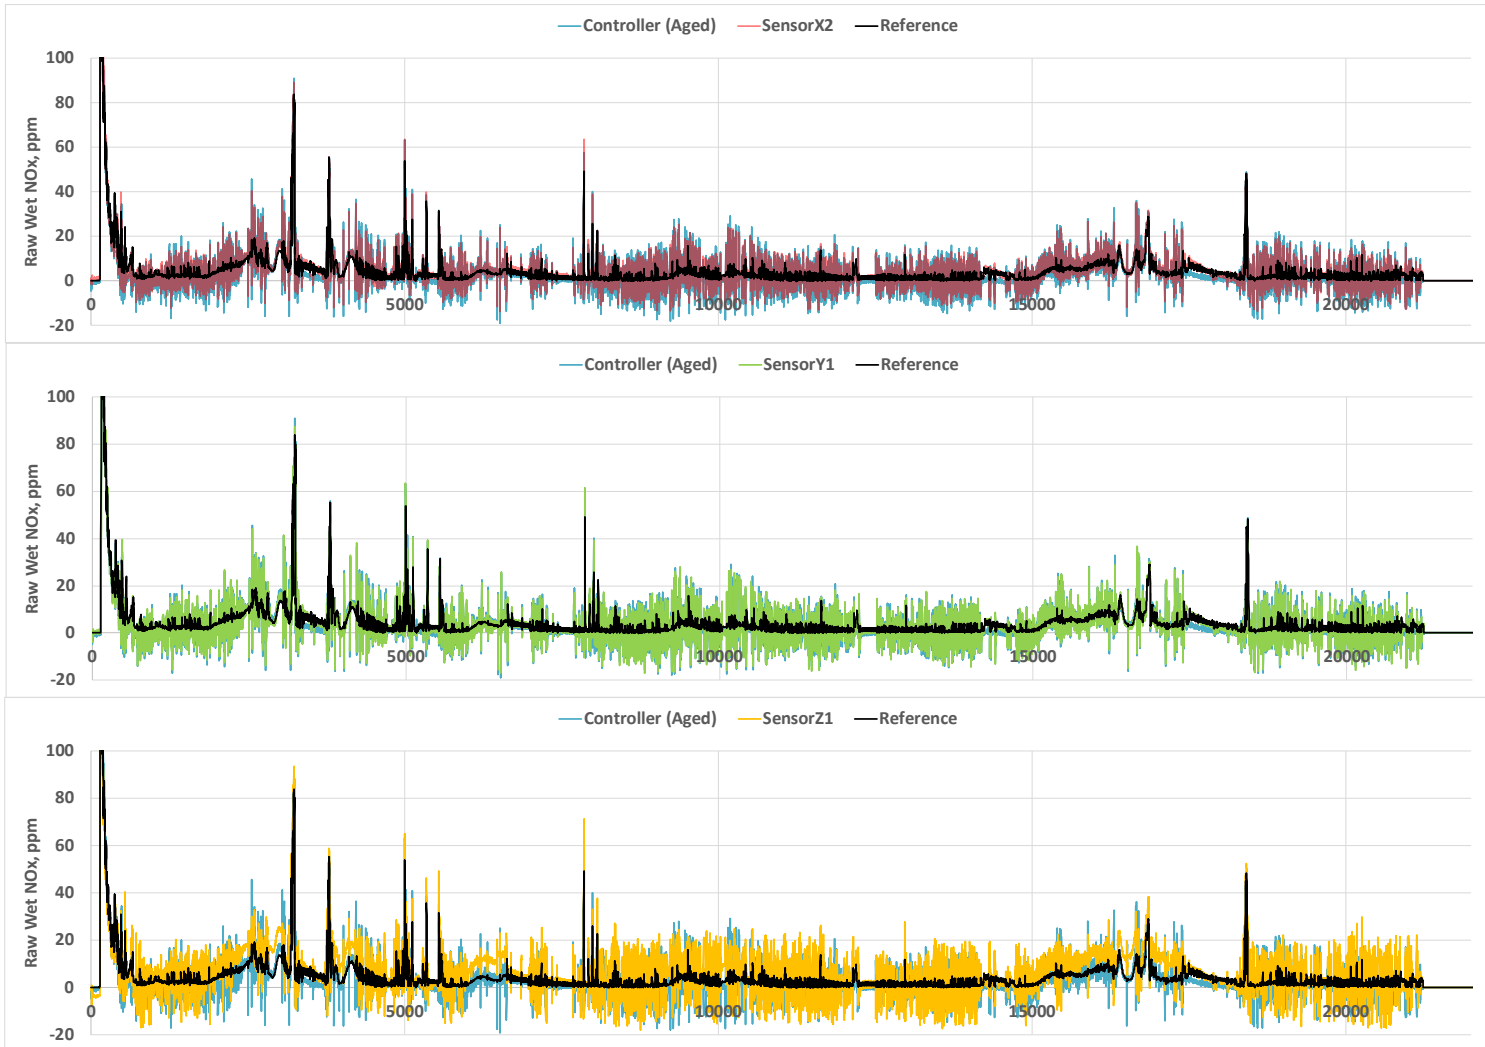 Controller (Aged) SensorX2 Reference
Raw Wet NOx, ppm
100
80
60
40
20
0
-20
0 5000 10000 15000 20000
Controller (Aged) SensorY1 Reference
Raw Wet NOx, ppm
100
80
60
40
20
0
-20
0 5000 10000 15000 20000
Controller (Aged) SensorZ1 Reference
Raw Wet NOx, ppm
100
80
60
40
20
0
-20
0 5000 10000 15000 20000